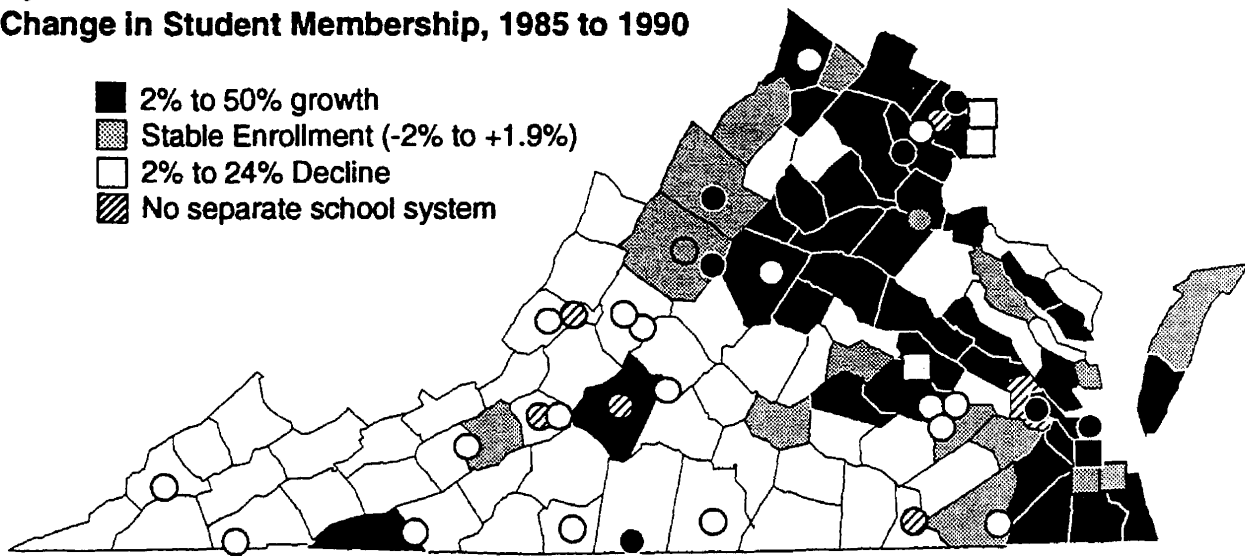 Change in Student Membership, 1985 to 1990
2% to 50% growth
Stable Enrollment (-2% to +1.9%)
2% to 24% Decline
No separate school system